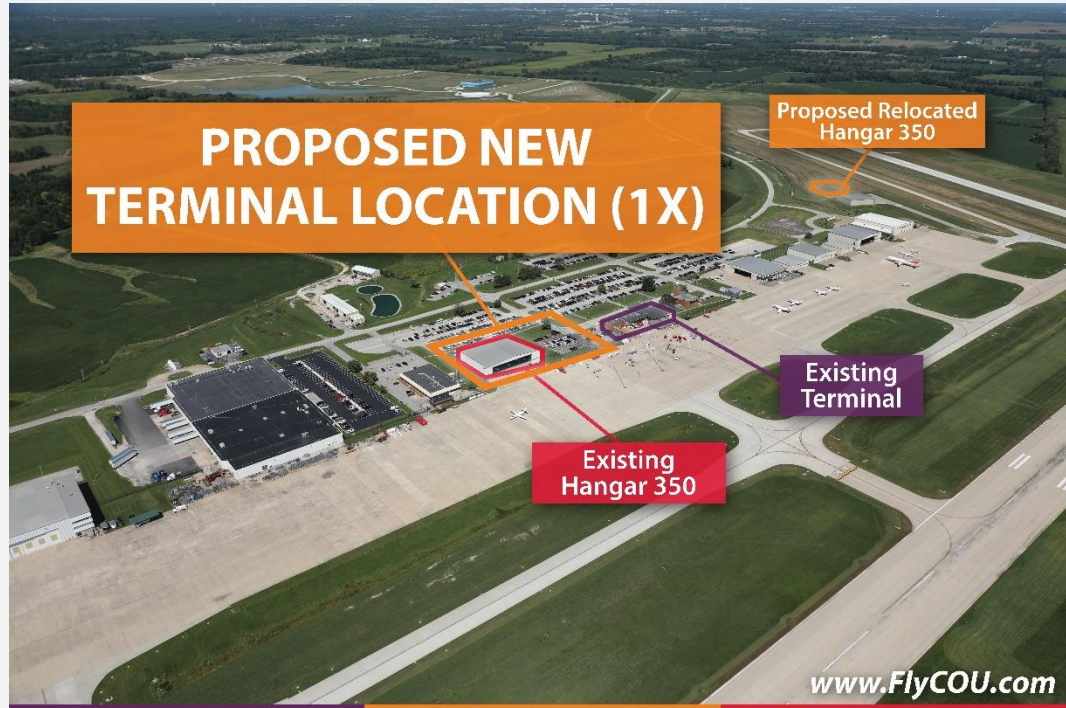 PROPOSED NEW
TERMINAL LOCATION (1X)
Proposed Relocated
Hangar 350
Existing
Terminal
Existing
Hangar 350
www.FlyCOU.com